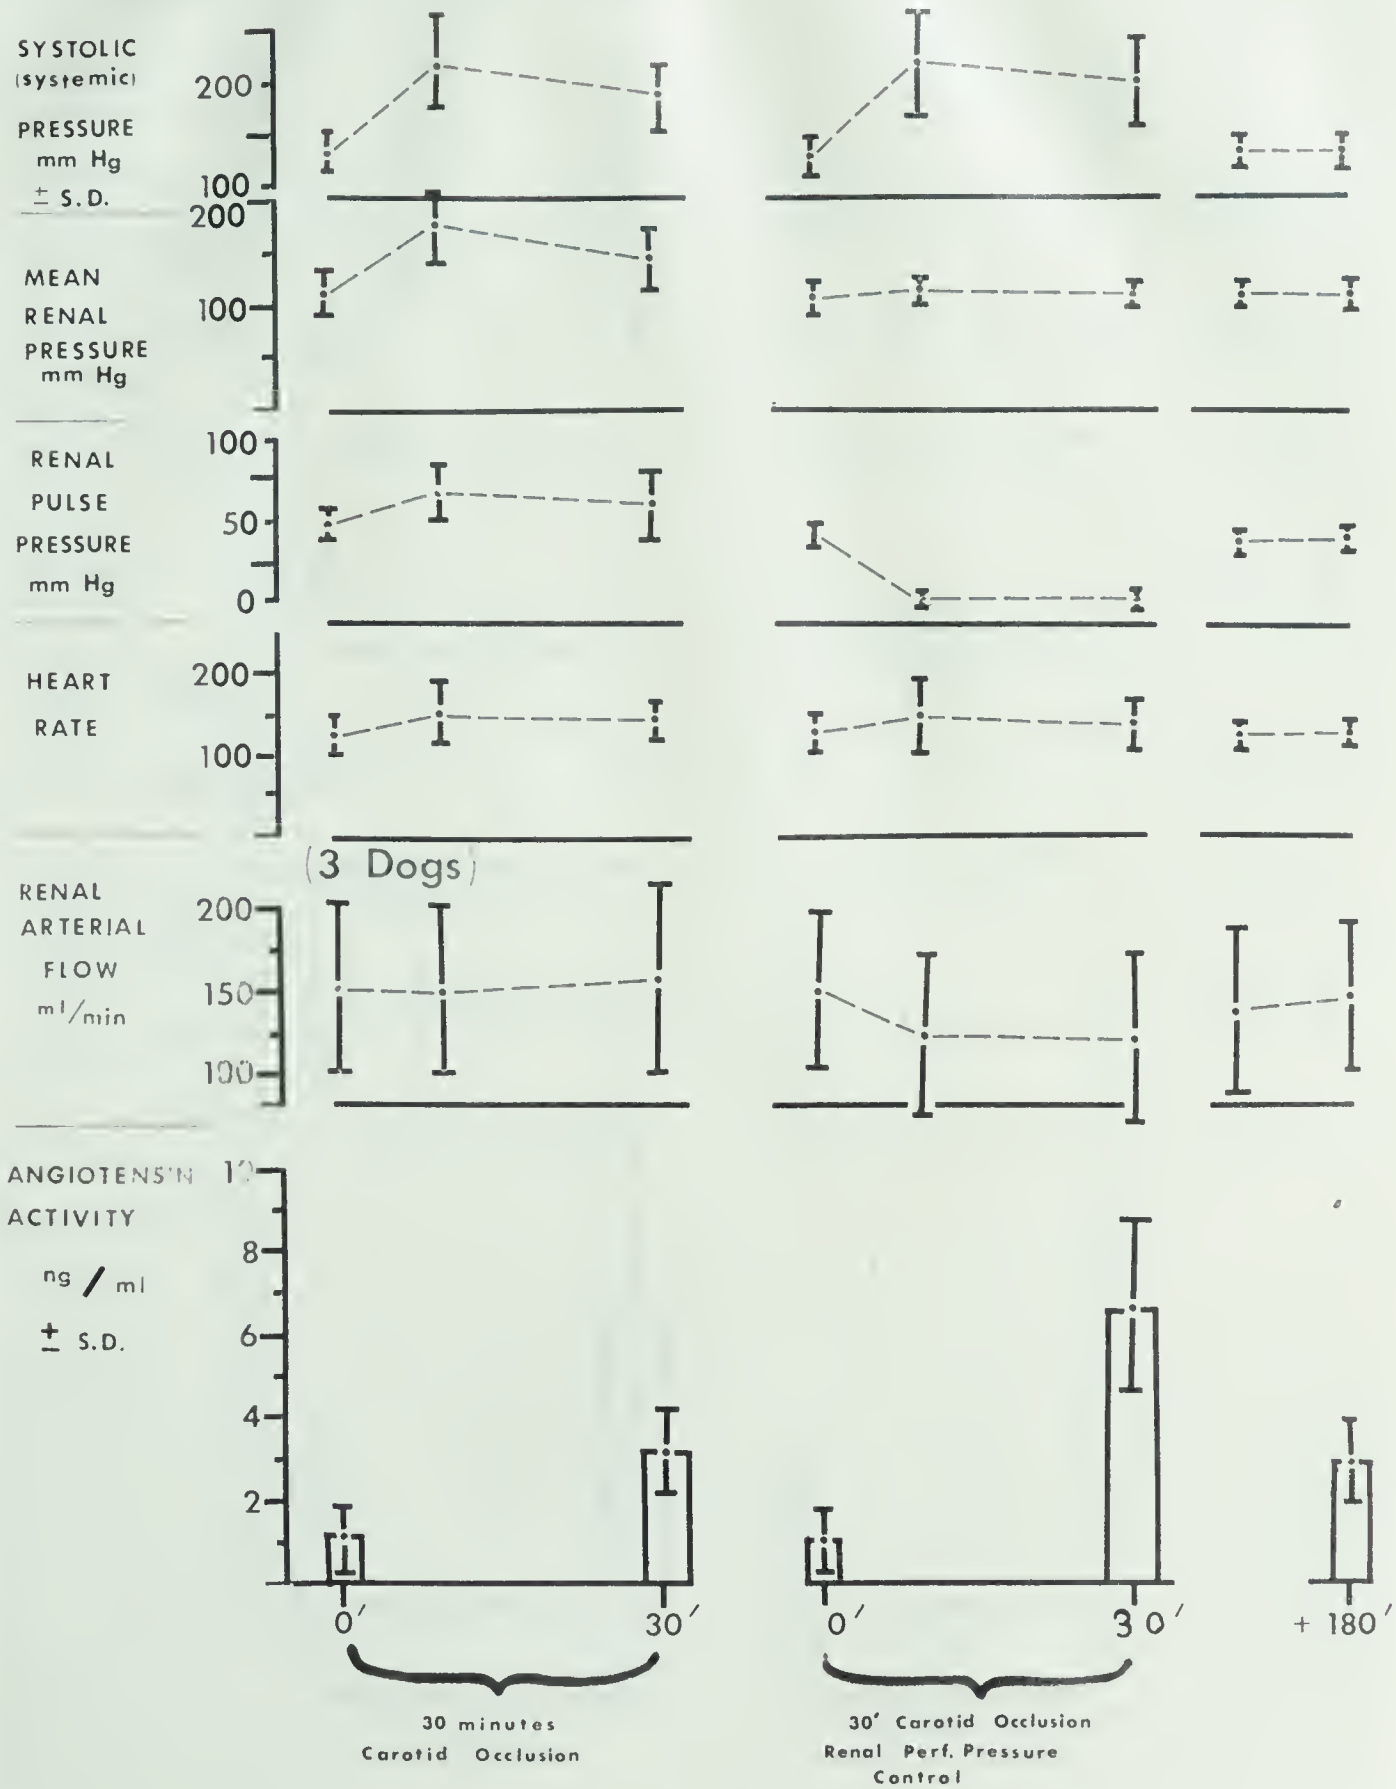 SYSTOLIC
(systemic)
PRESSURE
mm Hg
± S.D.
200
100
MEAN
RENAL
PRESSURE
mm Hg
200
100
RENAL
PULSE
PRESSURE
mm Hg
100
50
0
HEART
RATE
200
100
(3 Dogs)
RENAL
ARTERIAL
FLOW
ml/min
200
150
100
ANGIOTENSIN
ACTIVITY
ng / ml
± S.D.
10
8
6
4
2
0′ 30′ 0′ 30′ + 180′
30 minutes
Carotid Occlusion
30′ Carotid Occlusion
Renal Perf. Pressure
Control